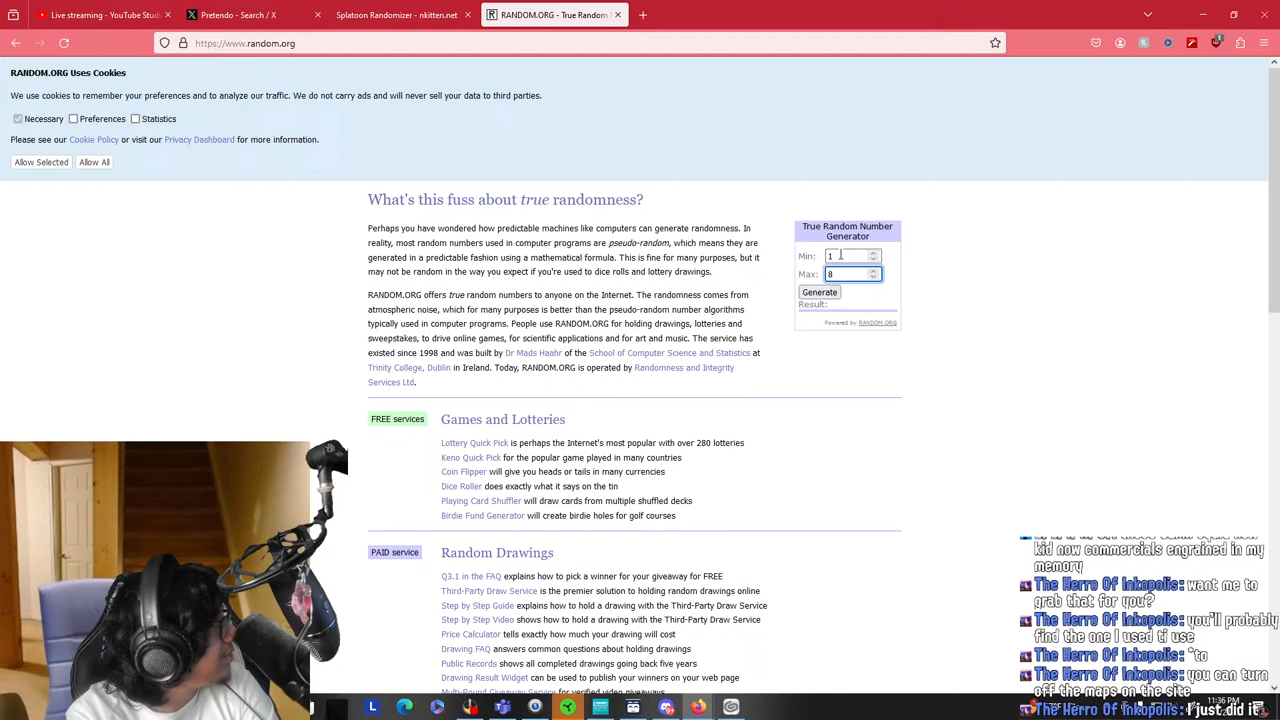 Live streaming - YouTube Studio
Pretendo - Search / X
Splatoon Randomizer - nkitten.net
RANDOM.ORG - True Random
https://www.random.org
RANDOM.ORG Uses Cookies
We use cookies to remember your preferences and to analyze our traffic. We do not carry ads and will never sell your data to third parties.
Necessary Preferences Statistics
Please see our Cookie Policy or visit our Privacy Dashboard for more information.
Allow Selected Allow All
What's this fuss about true randomness?
Perhaps you have wondered how predictable machines like computers can generate randomness. In
reality, most random numbers used in computer programs are pseudo-random, which means they are
generated in a predictable fashion using a mathematical formula. This is fine for many purposes, but it
may not be random in the way you expect if you're used to dice rolls and lottery drawings.
RANDOM.ORG offers true random numbers to anyone on the Internet. The randomness comes from
atmospheric noise, which for many purposes is better than the pseudo-random number algorithms
typically used in computer programs. People use RANDOM.ORG for holding drawings, lotteries and
sweepstakes, to drive online games, for scientific applications and for art and music. The service has
existed since 1998 and was built by Dr Mads Haahr of the School of Computer Science and Statistics at
Trinity College, Dublin in Ireland. Today, RANDOM.ORG is operated by Randomness and Integrity
Services Ltd.
True Random Number
Generator
Min: 1
Max: 8
Generate
Result:
Powered by RANDOM.ORG
FREE services
Games and Lotteries
Lottery Quick Pick is perhaps the Internet's most popular with over 280 lotteries
Keno Quick Pick for the popular game played in many countries
Coin Flipper will give you heads or tails in many currencies
Dice Roller does exactly what it says on the tin
Playing Card Shuffler will draw cards from multiple shuffled decks
Birdie Fund Generator will create birdie holes for golf courses
PAID service
Random Drawings
Q3.1 in the FAQ explains how to pick a winner for your giveaway for FREE
Third-Party Draw Service is the premier solution to holding random drawings online
Step by Step Guide explains how to hold a drawing with the Third-Party Draw Service
Step by Step Video shows how to hold a drawing with the Third-Party Draw Service
Price Calculator tells exactly how much your drawing will cost
Drawing FAQ answers common questions about holding drawings
Public Records shows all completed drawings going back five years
Drawing Result Widget can be used to publish your winners on your web page
Multi-Round Giveaway Service for verified video giveaways
kid now commercials engrained in my
memory
The Herro Of Inkopolis: want me to
grab that for you?
The Herro Of Inkopolis: you'll probably
find the one I used ti use
The Herro Of Inkopolis: *to
The Herro Of Inkopolis: you can turn
off the maps on the site
The Herro Of Inkopolis: I just did it
11:36 PM